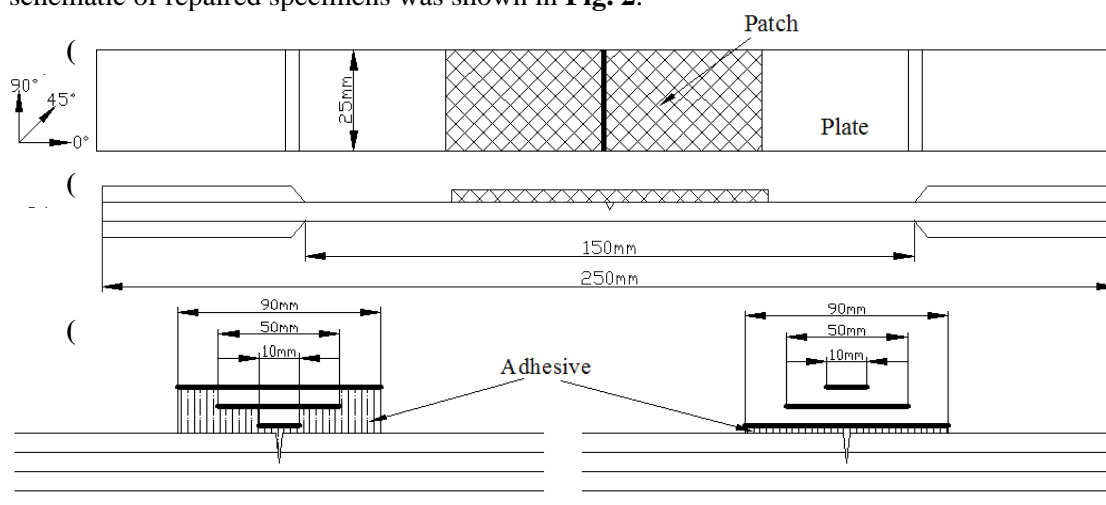 schematic of repaired specimens was shown in Fig. 2.
Patch
(
90°
45°
0°
25mm
Plate
(
150mm
250mm
(
90mm
50mm
10mm
Adhesive
90mm
50mm
10mm